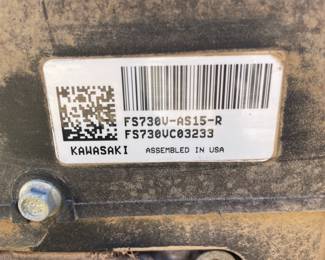 FS730V-AS15-R
FS730VC03233
KAWASAKI ASSEMBLED IN USA